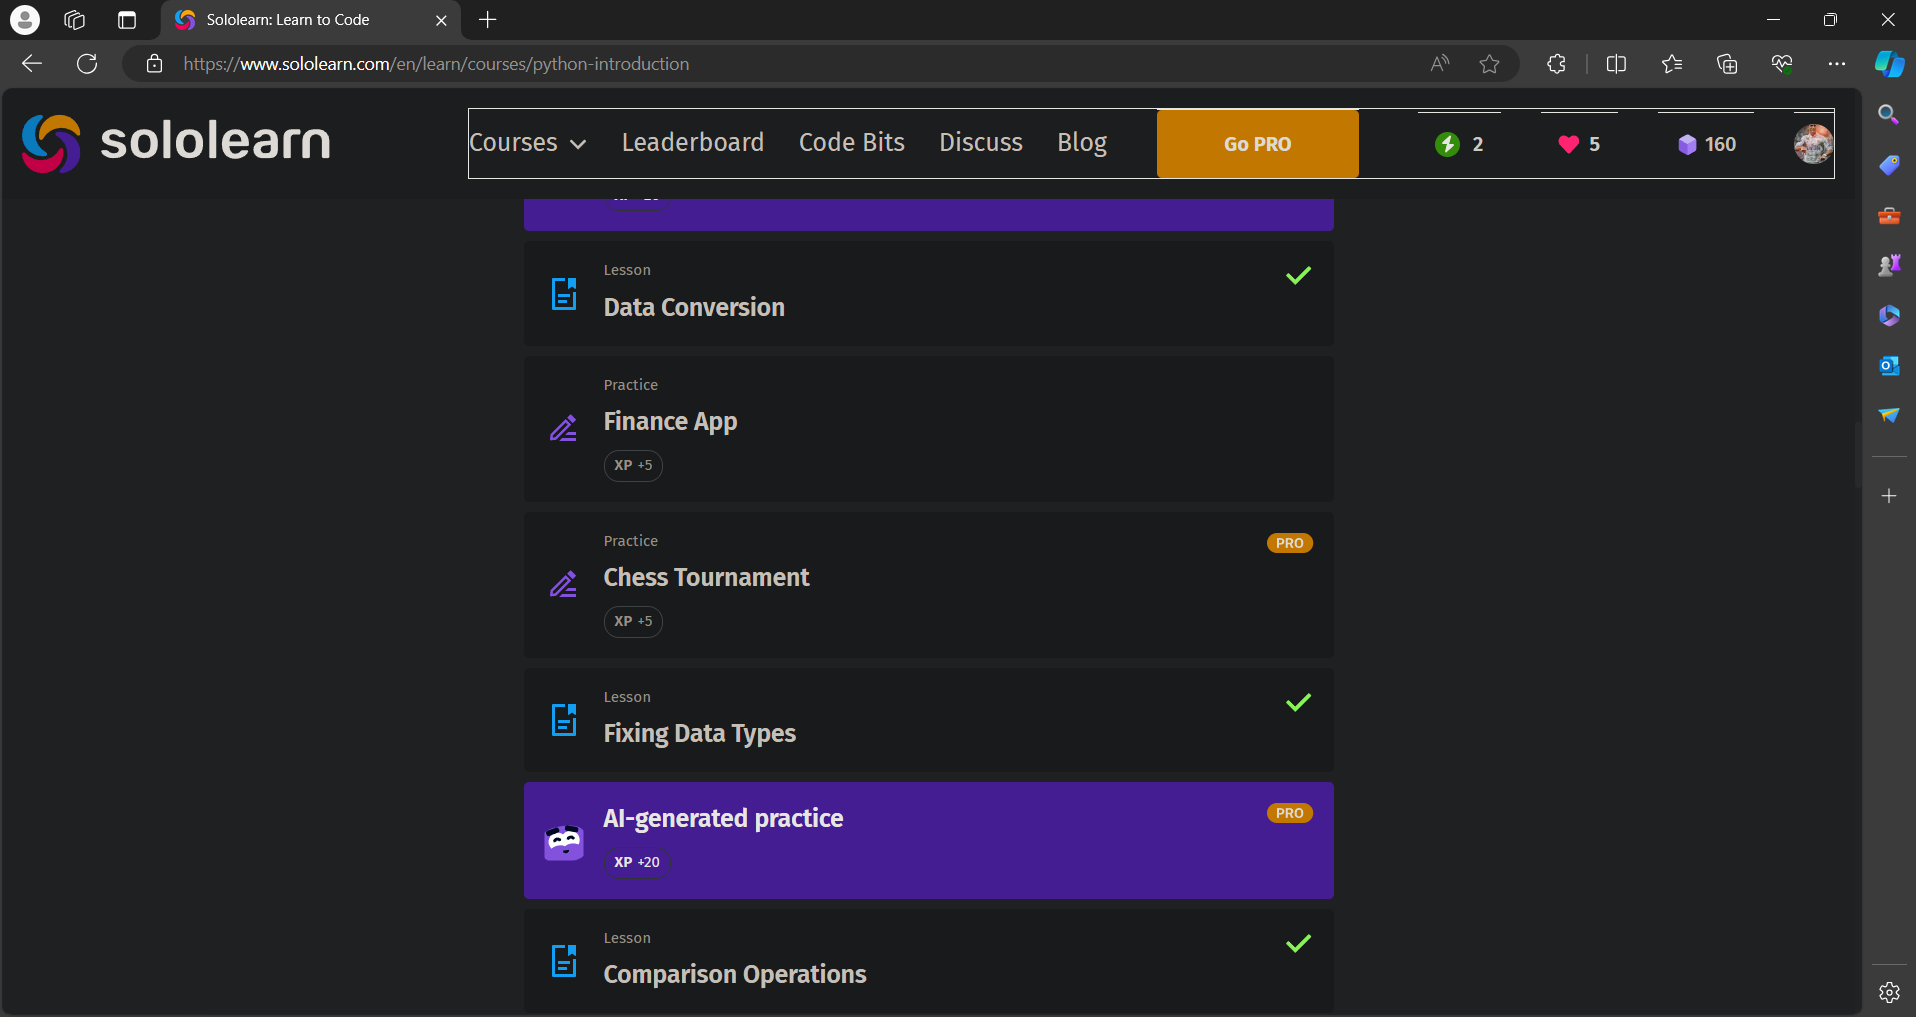 Sololearn: Learn to Code
https://www.sololearn.com/en/learn/courses/python-introduction
sololearn
Courses
Leaderboard
Code Bits
Discuss
Blog
Go PRO
2
5
160
Lesson
Data Conversion
Practice
Finance App
XP +5
Practice
PRO
Chess Tournament
XP +5
Lesson
Fixing Data Types
AI-generated practice
PRO
XP +20
Lesson
Comparison Operations